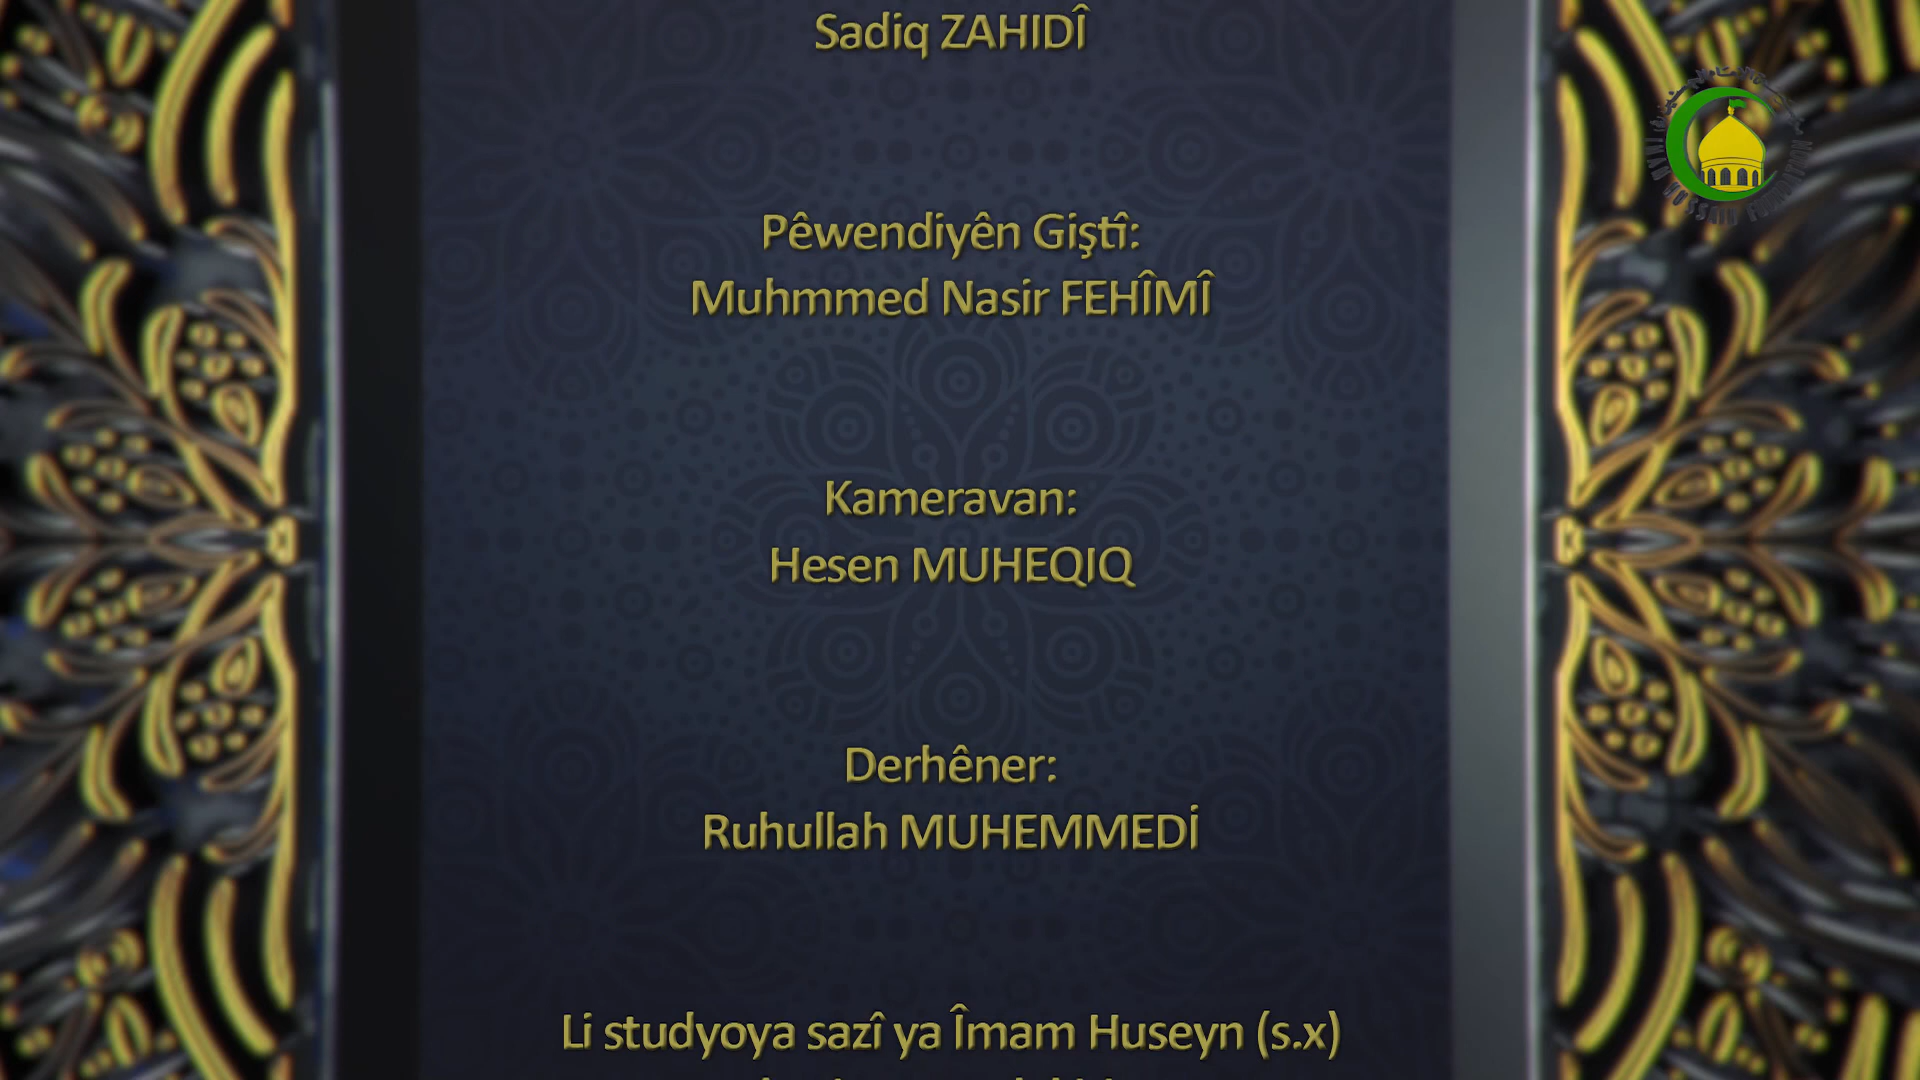 Sadiq ZAHIDÎ
Pêwendiyên Giştî:
Muhmmed Nasir FEHÎMÎ
Kameravan:
Hesen MUHEQIQ
Derhêner:
Ruhullah MUHEMMEDİ
Li studyoya sazî ya Îmam Huseyn (s.x)